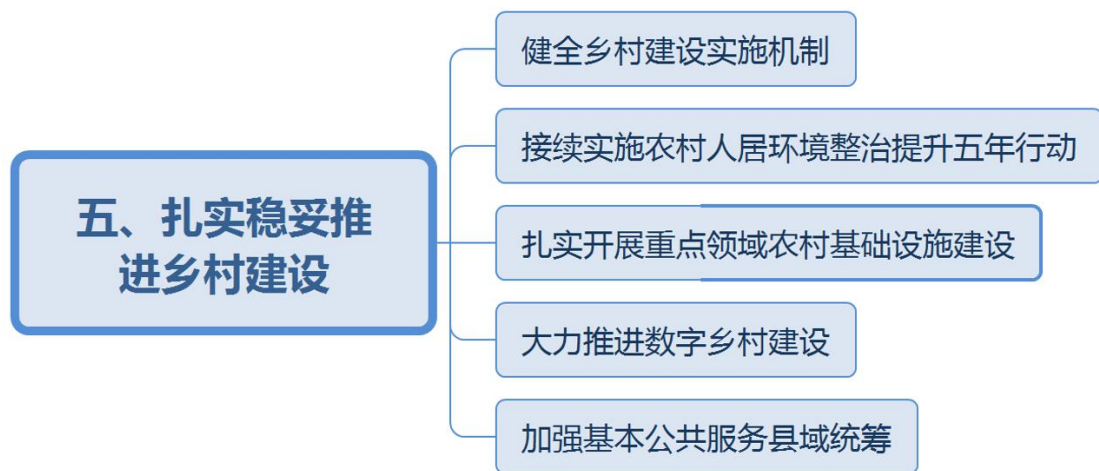 五、扎实稳妥推
进乡村建设
健全乡村建设实施机制
接续实施农村人居环境整治提升五年行动
扎实开展重点领域农村基础设施建设
大力推进数字乡村建设
加强基本公共服务县域统筹